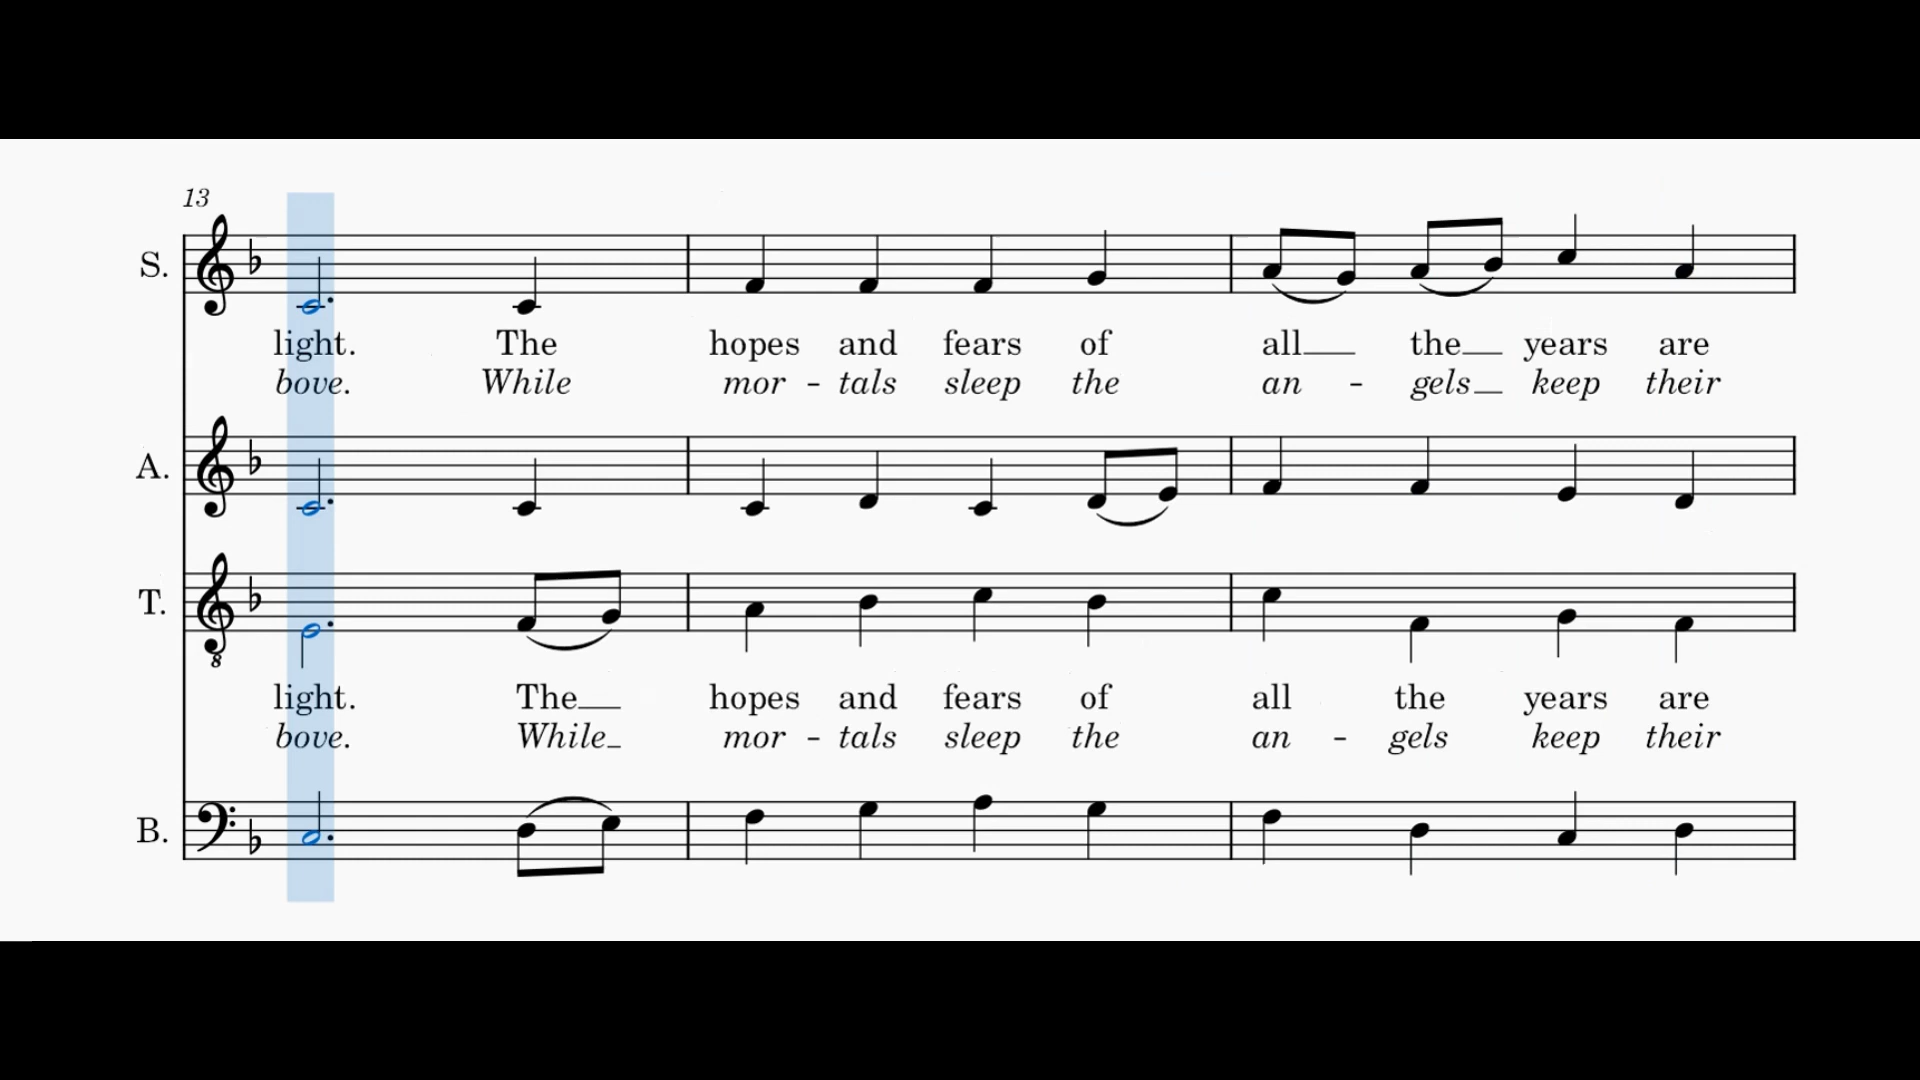 13
S.
light. The hopes and fears of all the years are
bove. While mor - tals sleep the an - gels keep their
A.
T.
8
light. The hopes and fears of all the years are
bove. While mor - tals sleep the an - gels keep their
B.